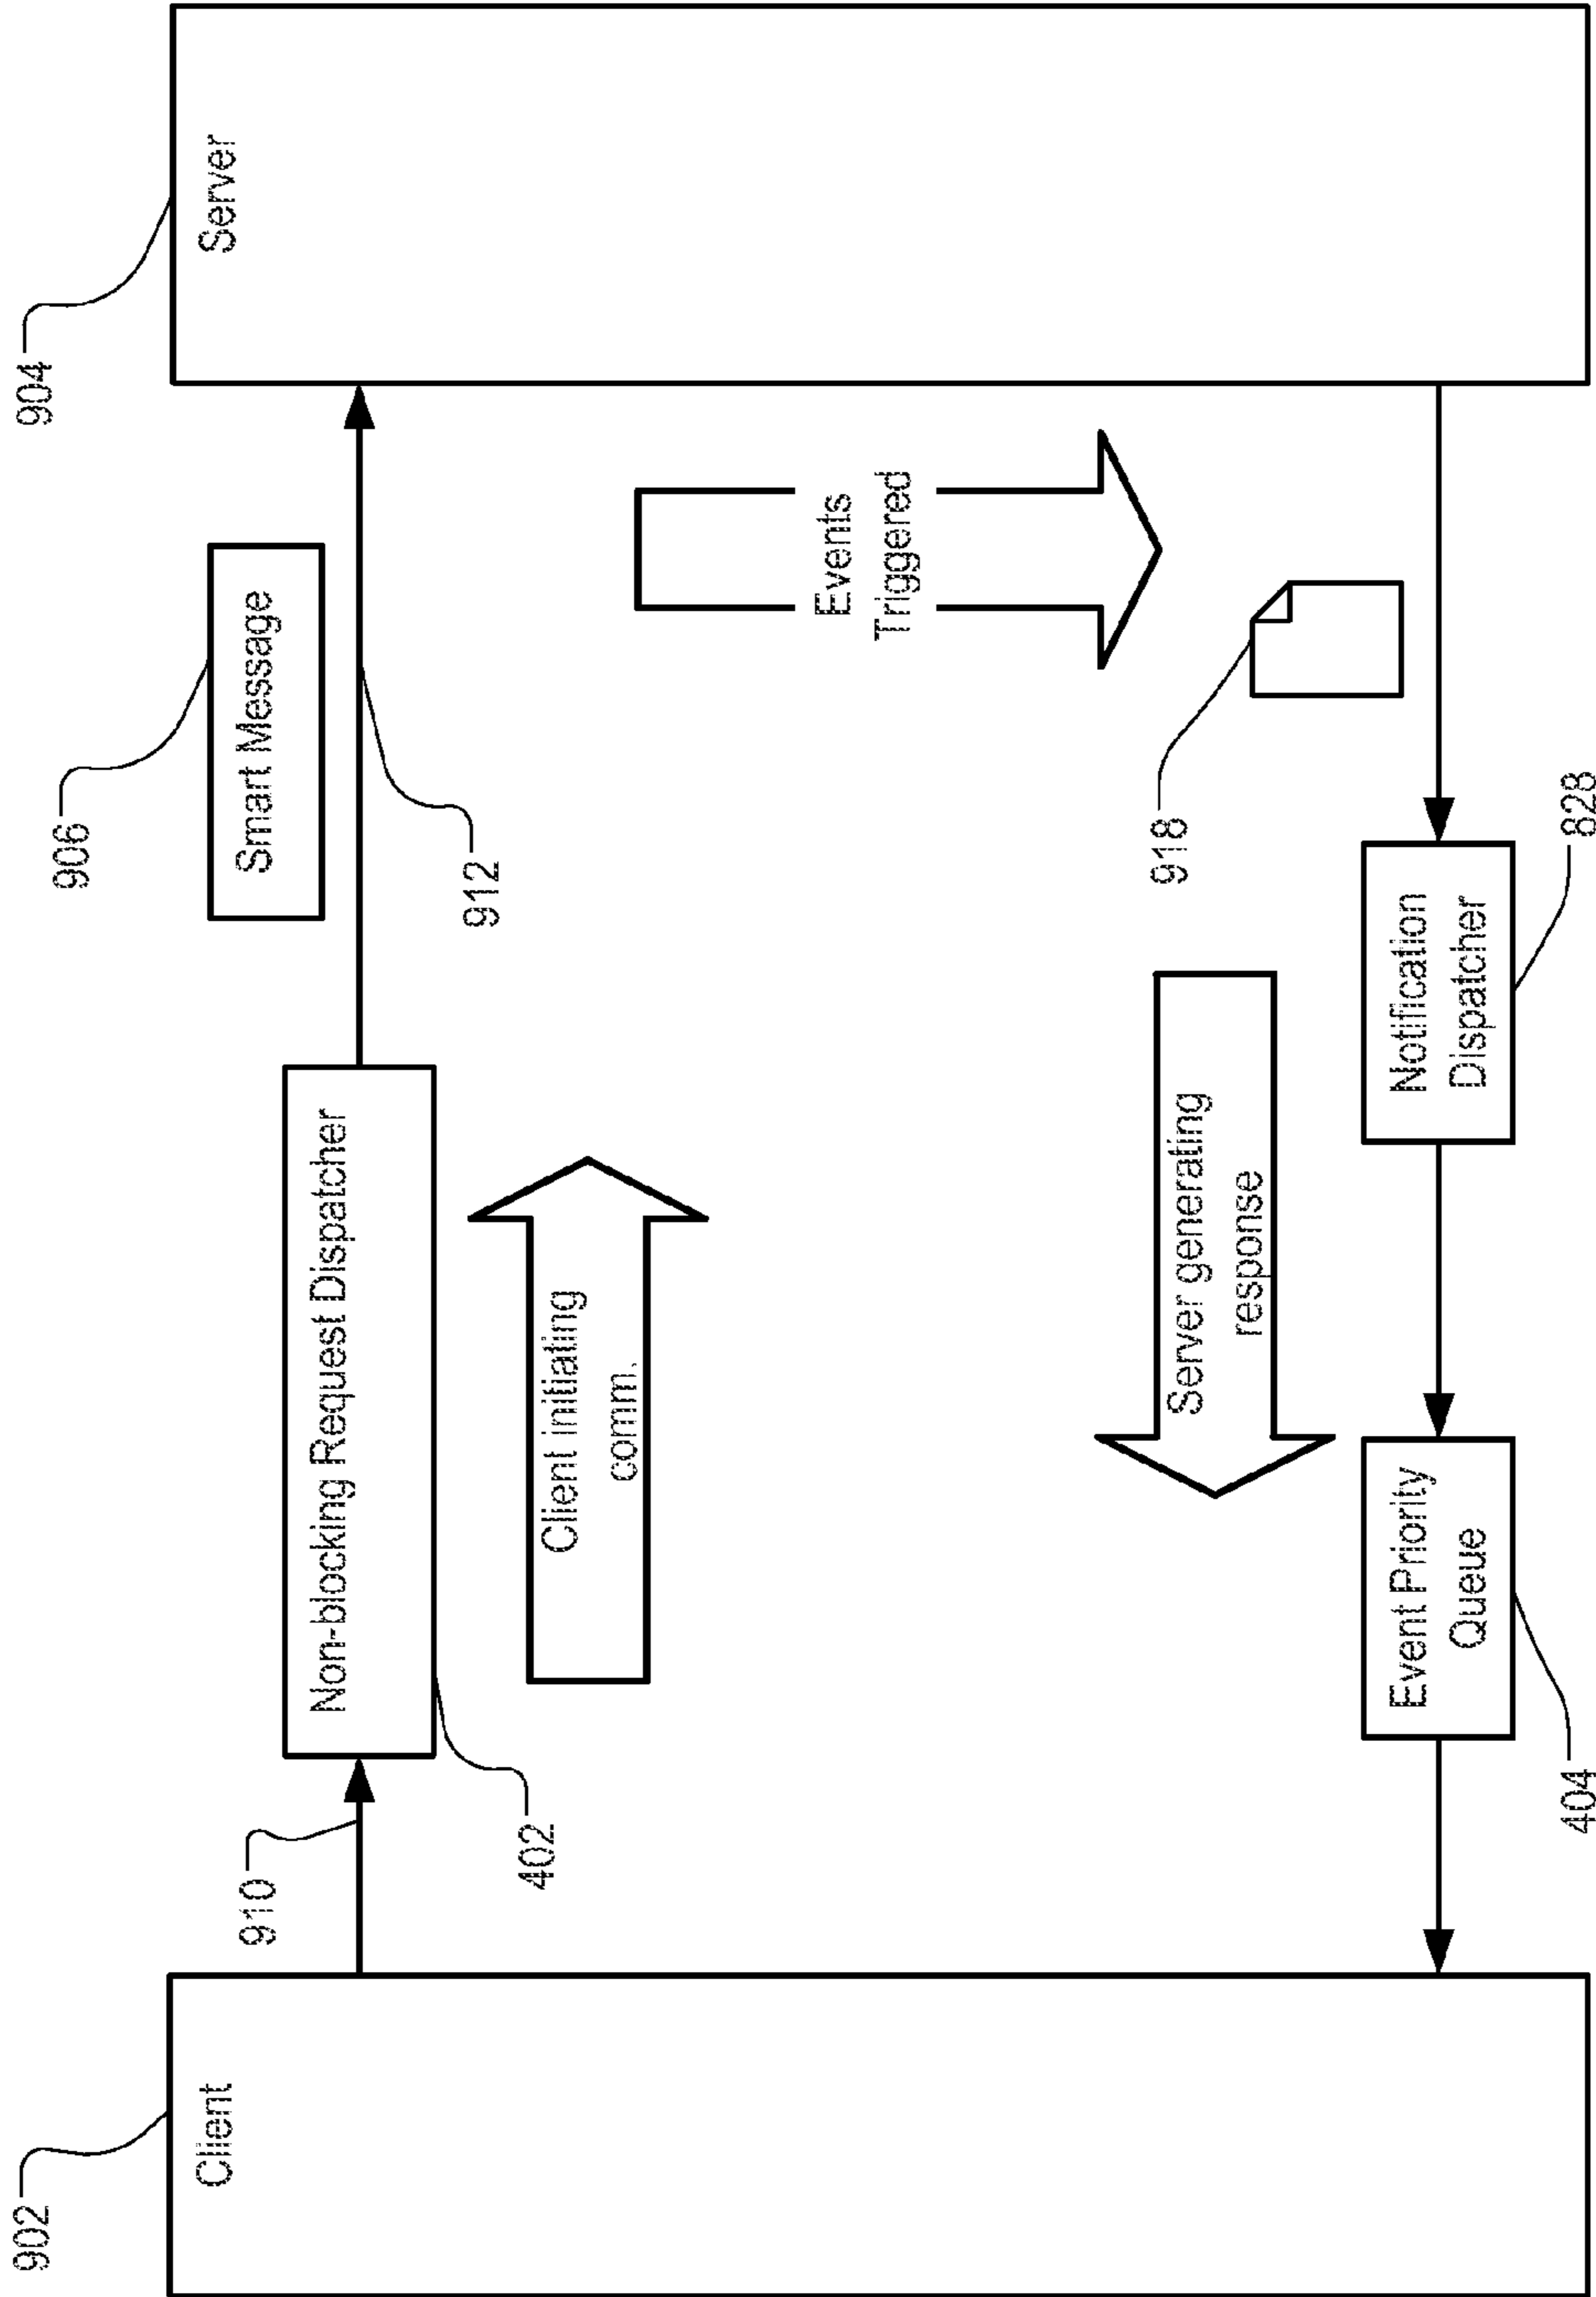 902
Client
910
Non-blocking Request Dispatcher
402
906
Smart Message
912
904
Server
Client initiating
comm.
Events
Triggered
918
Server generating
response
Event Priority
Queue
404
Notification
Dispatcher
828